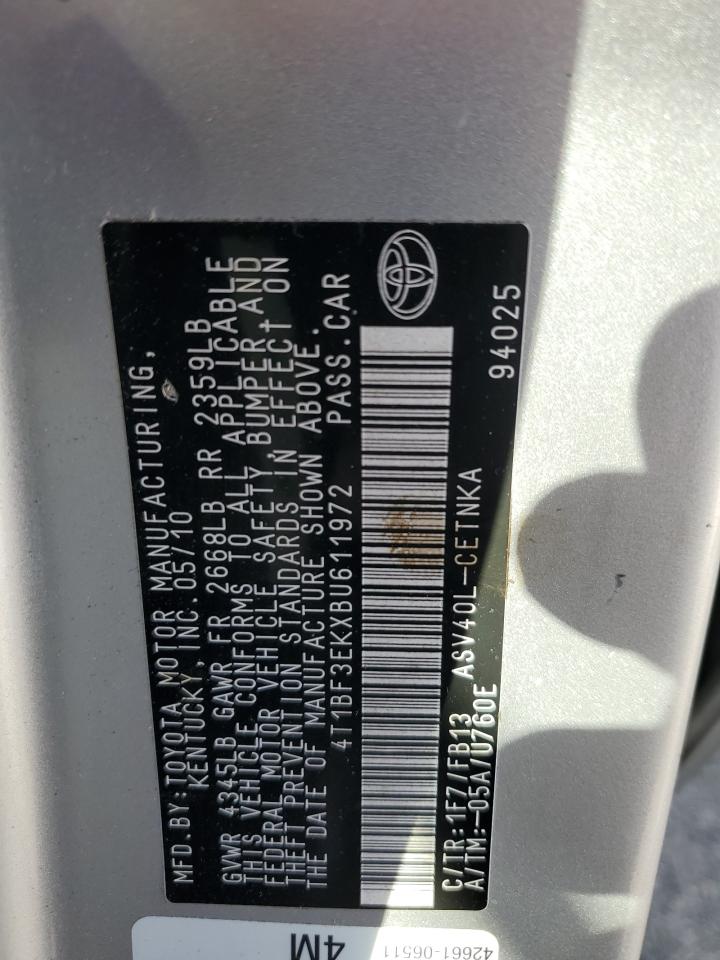 MFD.BY:TOYOTA MOTOR MANUFACTURING,
KENTUCKY, INC.05/10
GVWR 4345LB GAWR FR 2668LB RR 2359LB
THIS VEHICLE CONFORMS TO ALL APPLICABLE
FEDERAL MOTOR VEHICLE SAFETY,BUMPER,AND
THEFT PREVENTION STANDARDS IN EFFECT ON
THE DATE OF MANUFACTURE SHOWN ABOVE.
4T1BF3EKXBU611972 PASS.CAR
C/TR:1F7/FB13 ASV40L-CETNKA
A/TM:-05A/U760E 94025
4M
42661-06511